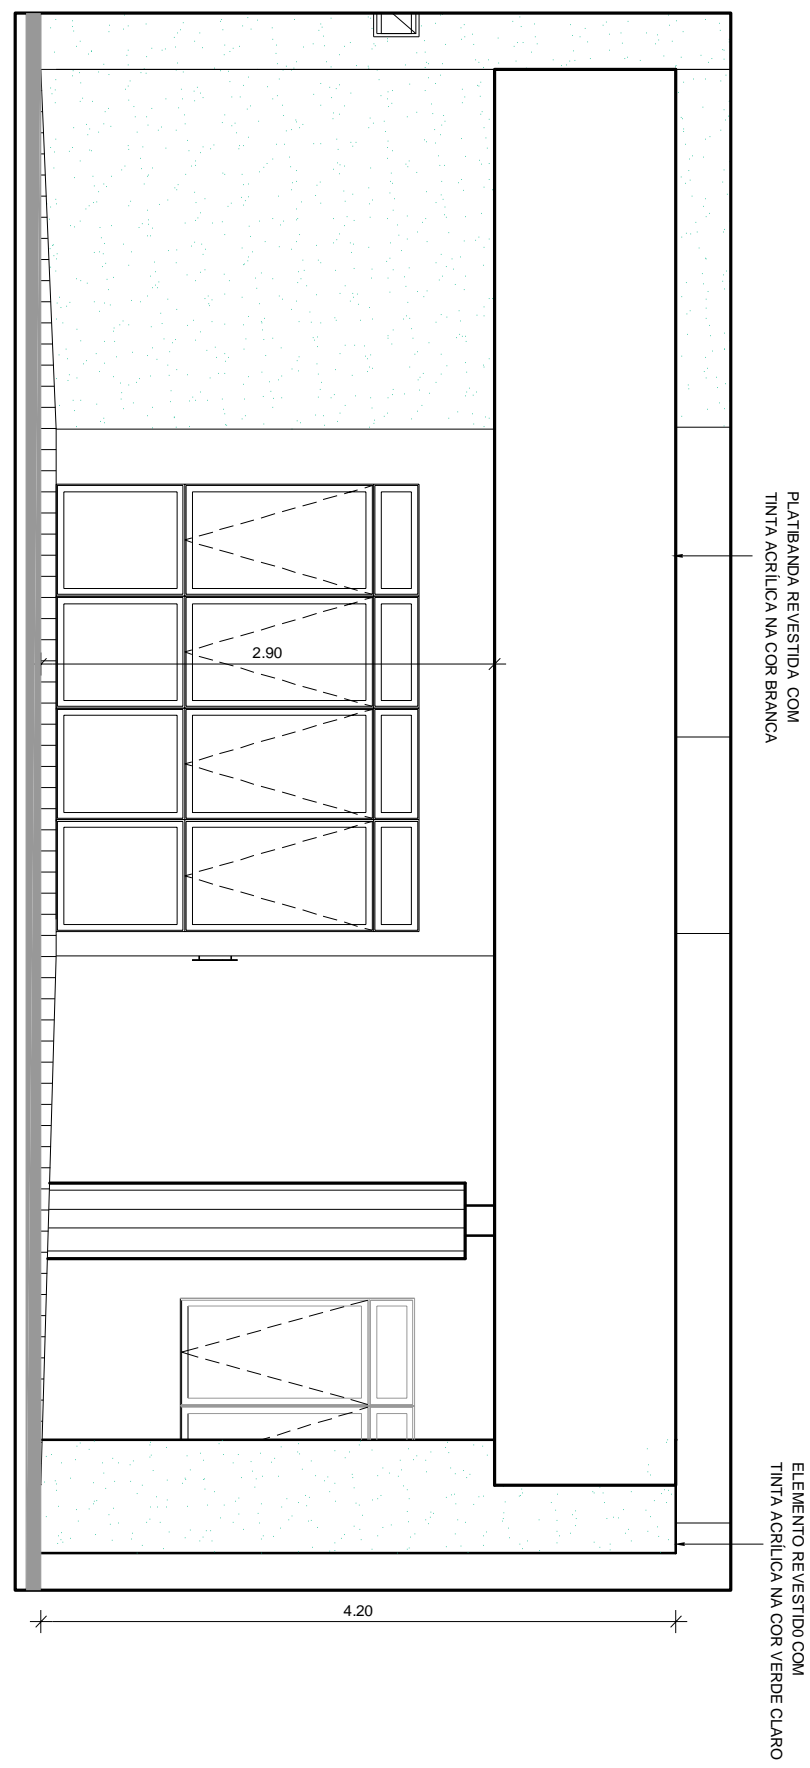 PLATIBANDA REVESTIDA COM
TINTA ACRÍLICA NA COR BRANCA
2.90
ELEMENTO REVESTIDO COM
TINTA ACRÍLICA NA COR VERDE CLARO
4.20